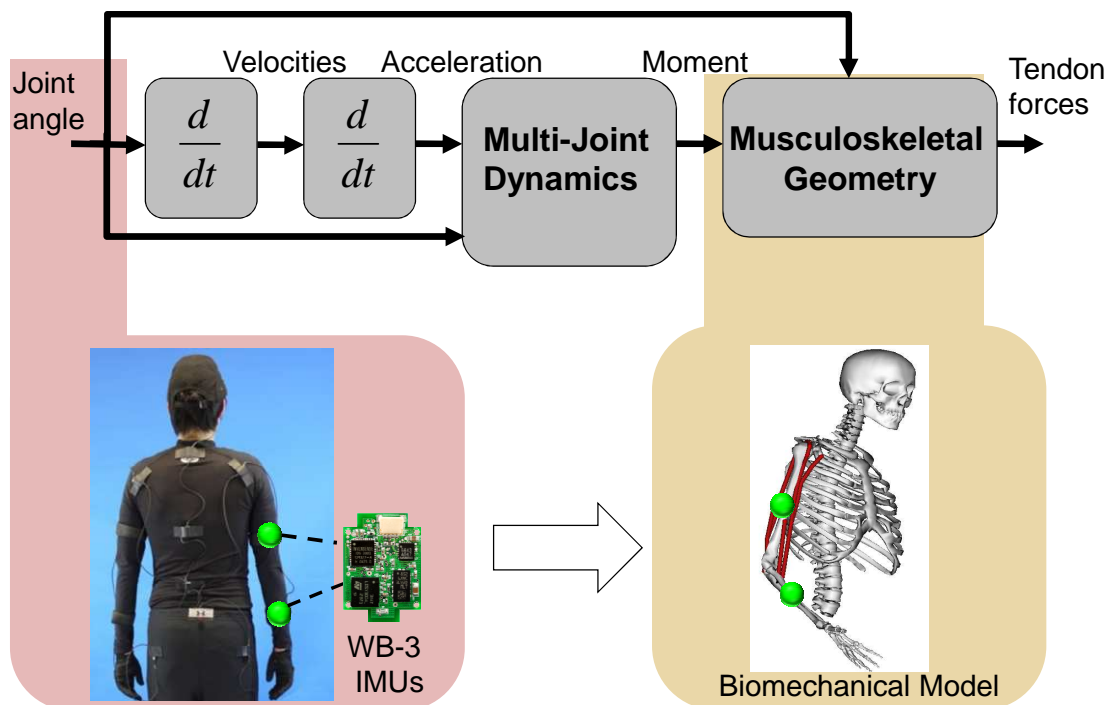 Velocities
Acceleration
Moment
Tendon
forces
Joint
angle
d
dt
d
dt
Multi-Joint
Dynamics
Musculoskeletal
Geometry
WB-3
IMUs
Biomechanical Model